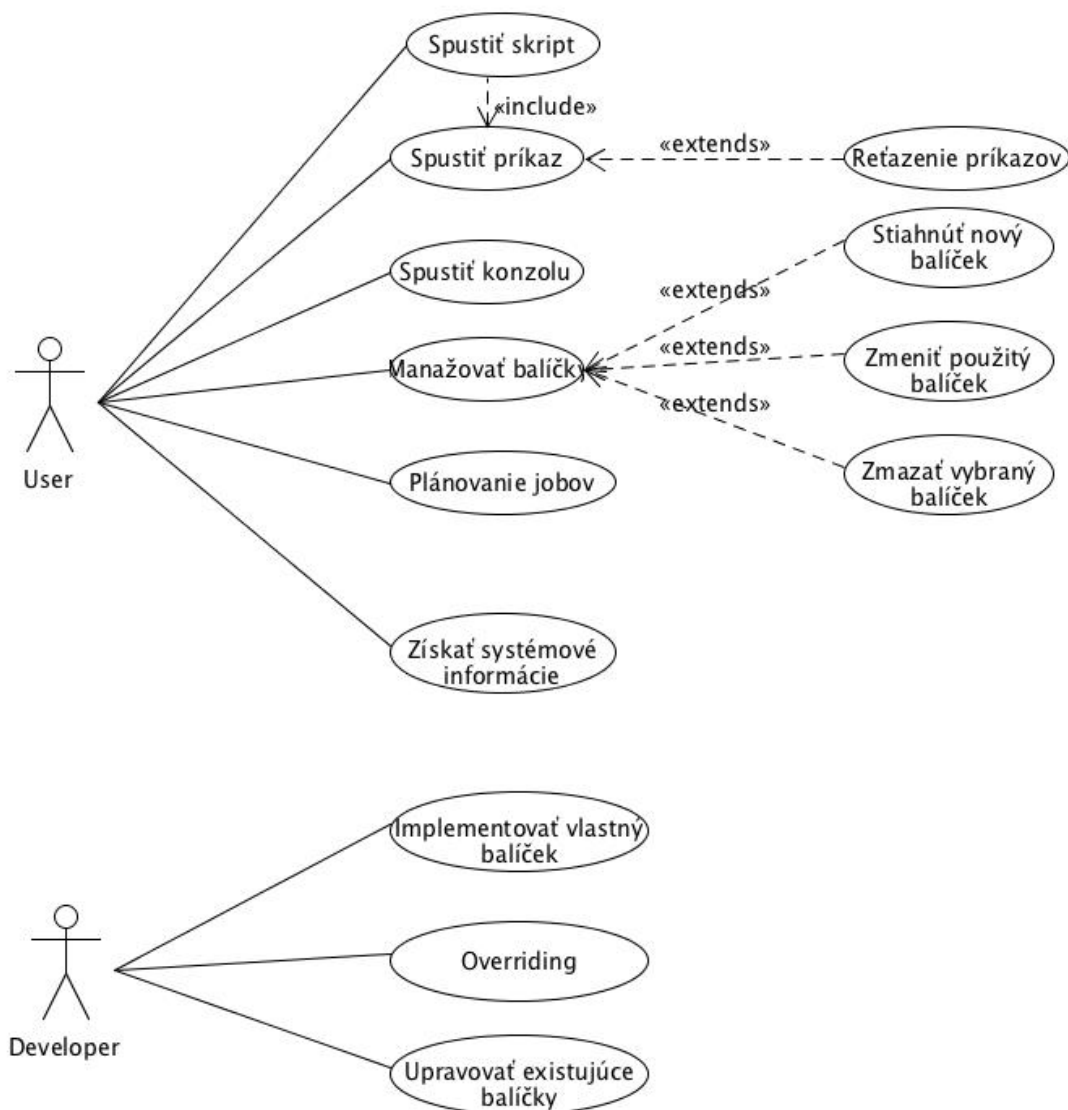 Spustiť skript
«include»
Spustiť príkaz
«extends»
Reťazenie príkazov
Stiahnúť nový
balíček
Spustiť konzolu
«extends»
Manažovať balíčky
«extends»
Zmeniť použitý
balíček
«extends»
User
Plánovanie jobov
Zmazať vybraný
balíček
Získať systémové
informácie
Implementovať vlastný
balíček
Overriding
Developer
Upravovať existujúce
balíčky